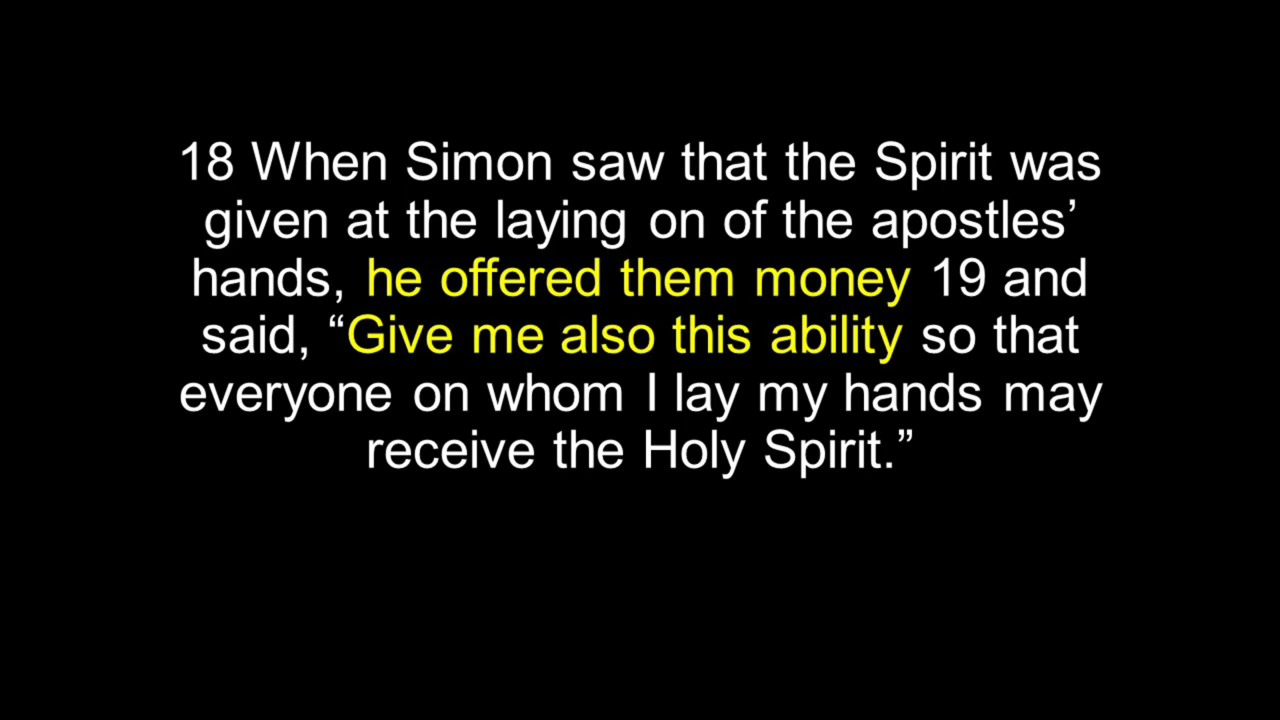 18 When Simon saw that the Spirit was
given at the laying on of the apostles’
hands, he offered them money 19 and
said, “Give me also this ability so that
everyone on whom I lay my hands may
receive the Holy Spirit.”